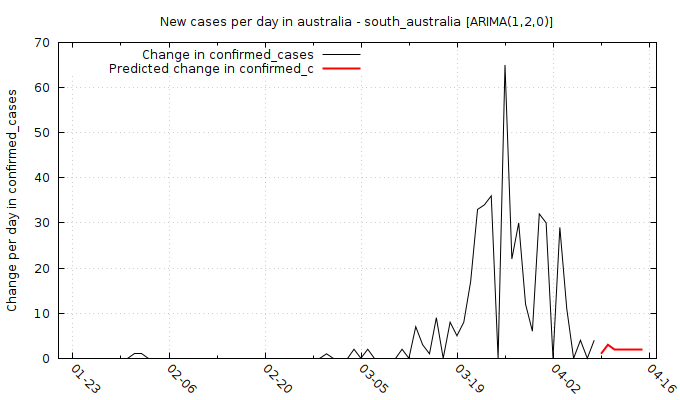 New cases per day in australia - south_australia [ARIMA(1,2,0)]
Change in confirmed_cases
Predicted change in confirmed_c
Change per day in confirmed_cases
70
60
50
40
30
20
10
0
01-23 02-06 02-20 03-05 03-19 04-02 04-16